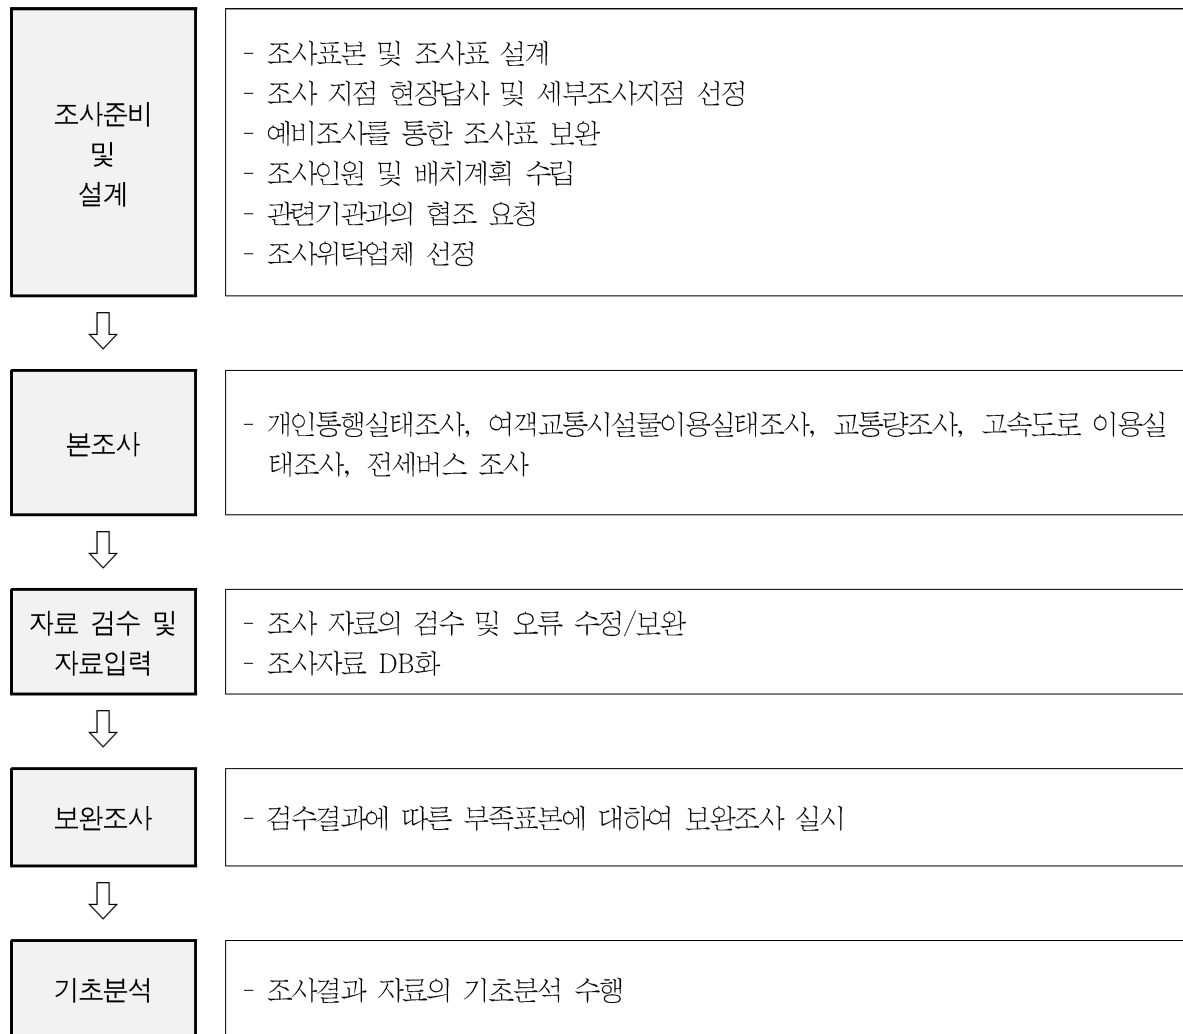 조사준비
및
설계
- 조사표본 및 조사표 설계
- 조사 지점 현장답사 및 세부조사지점 선정
- 예비조사를 통한 조사표 보완
- 조사인원 및 배치계획 수립
- 관련기관과의 협조 요청
- 조사위탁업체 선정
본조사
- 개인통행실태조사, 여객교통시설물이용실태조사, 교통량조사, 고속도로 이용실
태조사, 전세버스 조사
자료 검수 및
자료입력
- 조사 자료의 검수 및 오류 수정/보완
- 조사자료 DB화
보완조사
- 검수결과에 따른 부족표본에 대하여 보완조사 실시
기초분석
- 조사결과 자료의 기초분석 수행